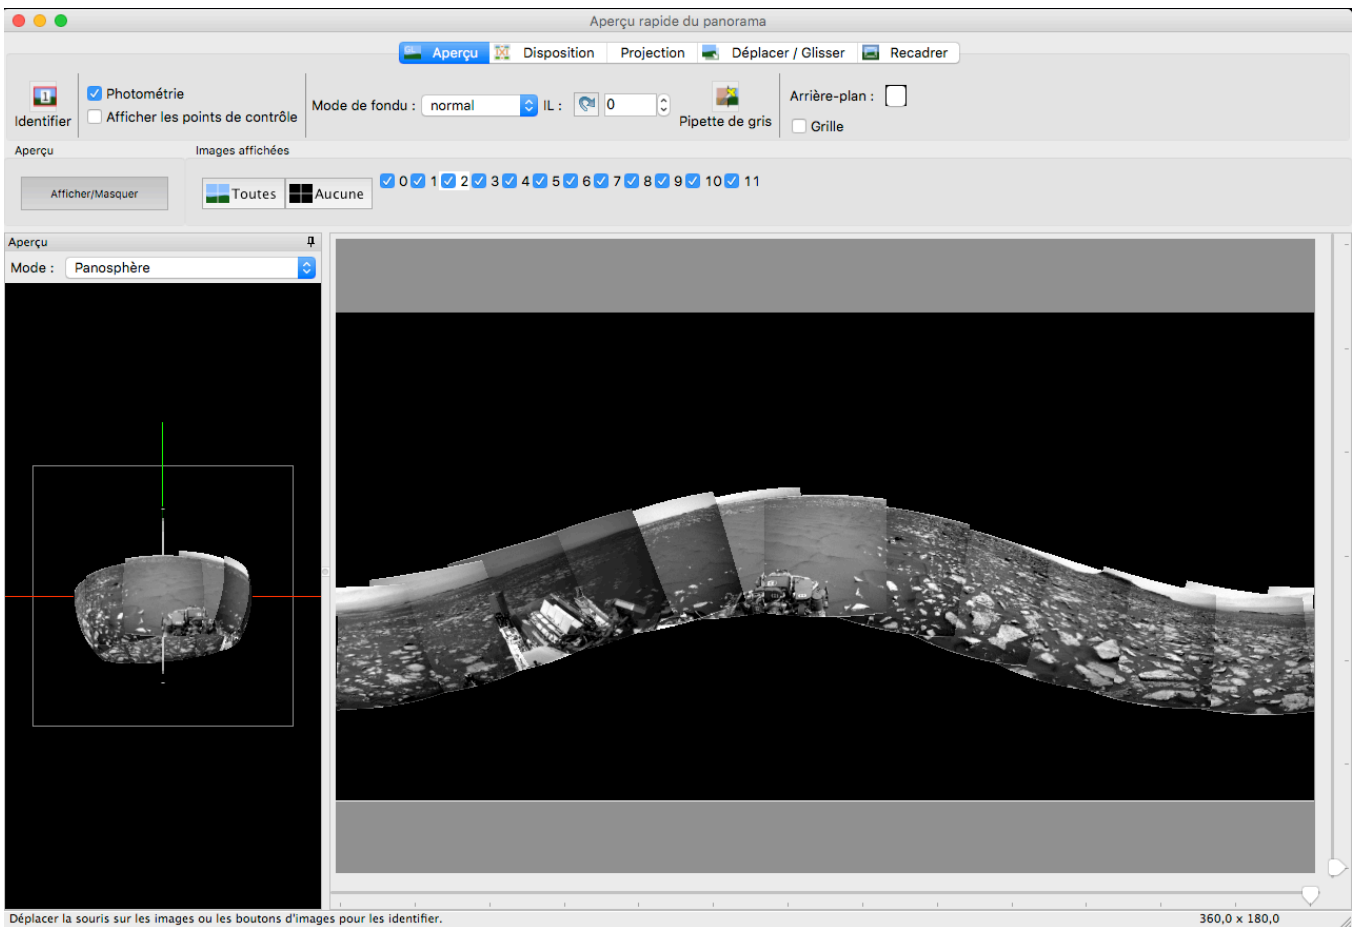 Aperçu rapide du panorama
GL Aperçu Disposition Projection Déplacer / Glisser Recadrer
1 Identifier
Photométrie
Afficher les points de contrôle
Mode de fondu : normal IL : 0
Pipette de gris
Arrière-plan :
Grille
Aperçu Images affichées
Afficher/Masquer Toutes Aucune 0 1 2 3 4 5 6 7 8 9 10 11
Aperçu
Mode : Panosphère
Déplacer la souris sur les images ou les boutons d'images pour les identifier. 360,0 x 180,0